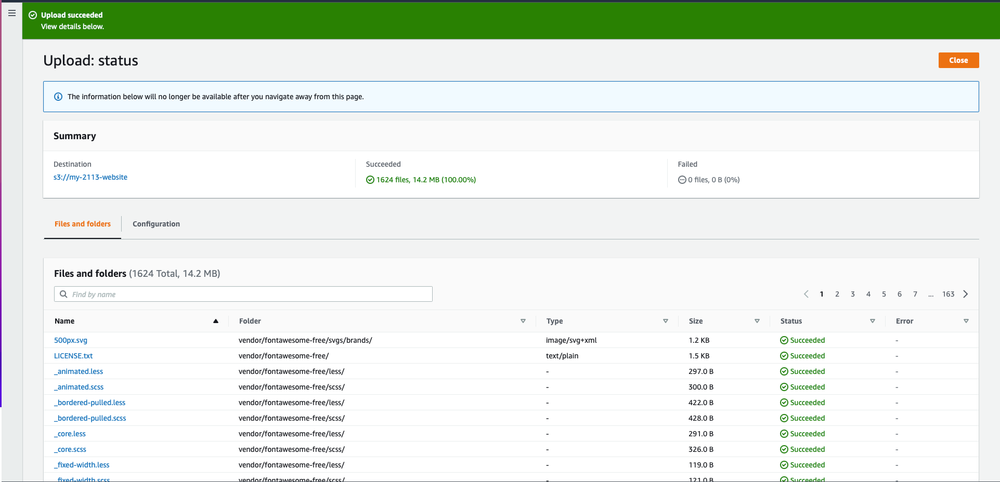 Upload succeeded
View details below.
Upload: status
Close
The information below will no longer be available after you navigate away from this page.
Summary
Destination
s3://my-2113-website
Succeeded
1624 files, 14.2 MB (100.00%)
Failed
0 files, 0 B (0%)
Files and folders
Configuration
Files and folders (1624 Total, 14.2 MB)
Find by name
1 2 3 4 5 6 7 ... 163
Name Folder Type Size Status Error
500px.svg vendor/fontawesome-free/svgs/brands/ image/svg+xml 1.2 KB Succeeded -
LICENSE.txt vendor/fontawesome-free/ text/plain 1.5 KB Succeeded -
_animated.less vendor/fontawesome-free/less/ - 297.0 B Succeeded -
_animated.scss vendor/fontawesome-free/scss/ - 300.0 B Succeeded -
_bordered-pulled.less vendor/fontawesome-free/less/ - 422.0 B Succeeded -
_bordered-pulled.scss vendor/fontawesome-free/scss/ - 428.0 B Succeeded -
_core.less vendor/fontawesome-free/less/ - 291.0 B Succeeded -
_core.scss vendor/fontawesome-free/scss/ - 326.0 B Succeeded -
_fixed-width.less vendor/fontawesome-free/less/ - 119.0 B Succeeded -
_fixed-width.scss vendor/fontawesome-free/scss/ - 121.0 B Succeeded -